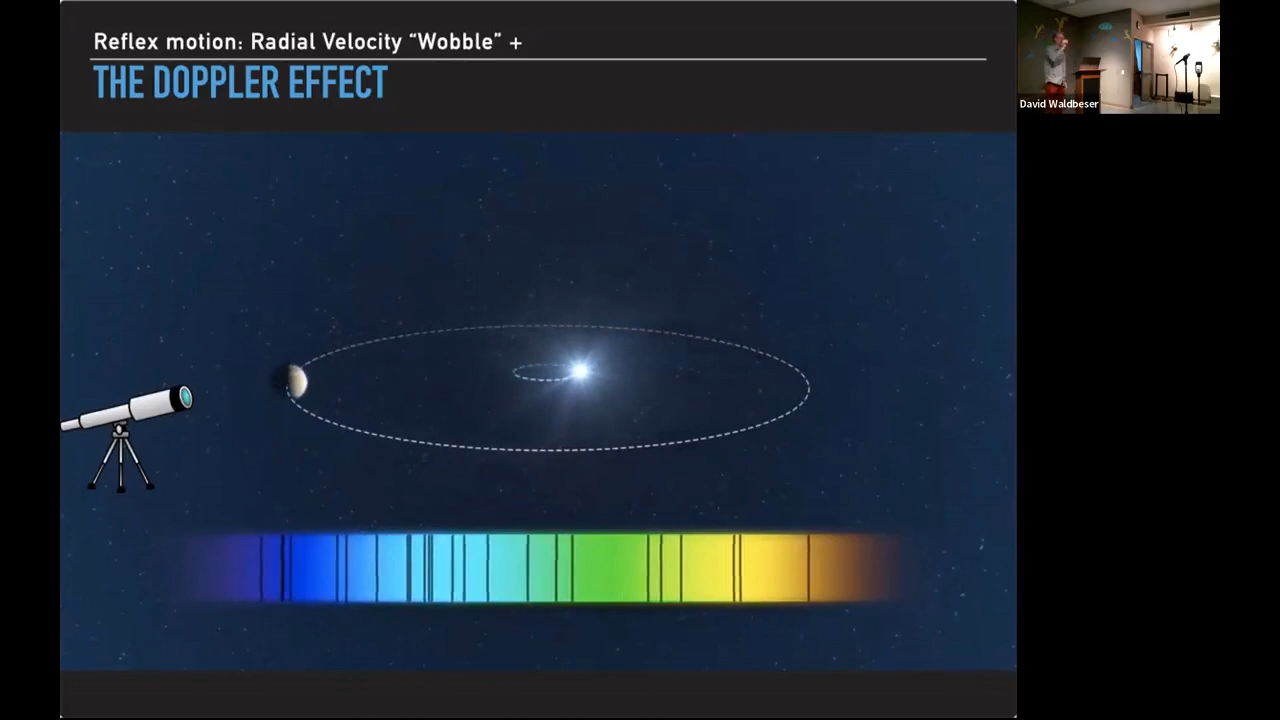 Reflex motion: Radial Velocity “Wobble” +
THE DOPPLER EFFECT
David Waldbeser